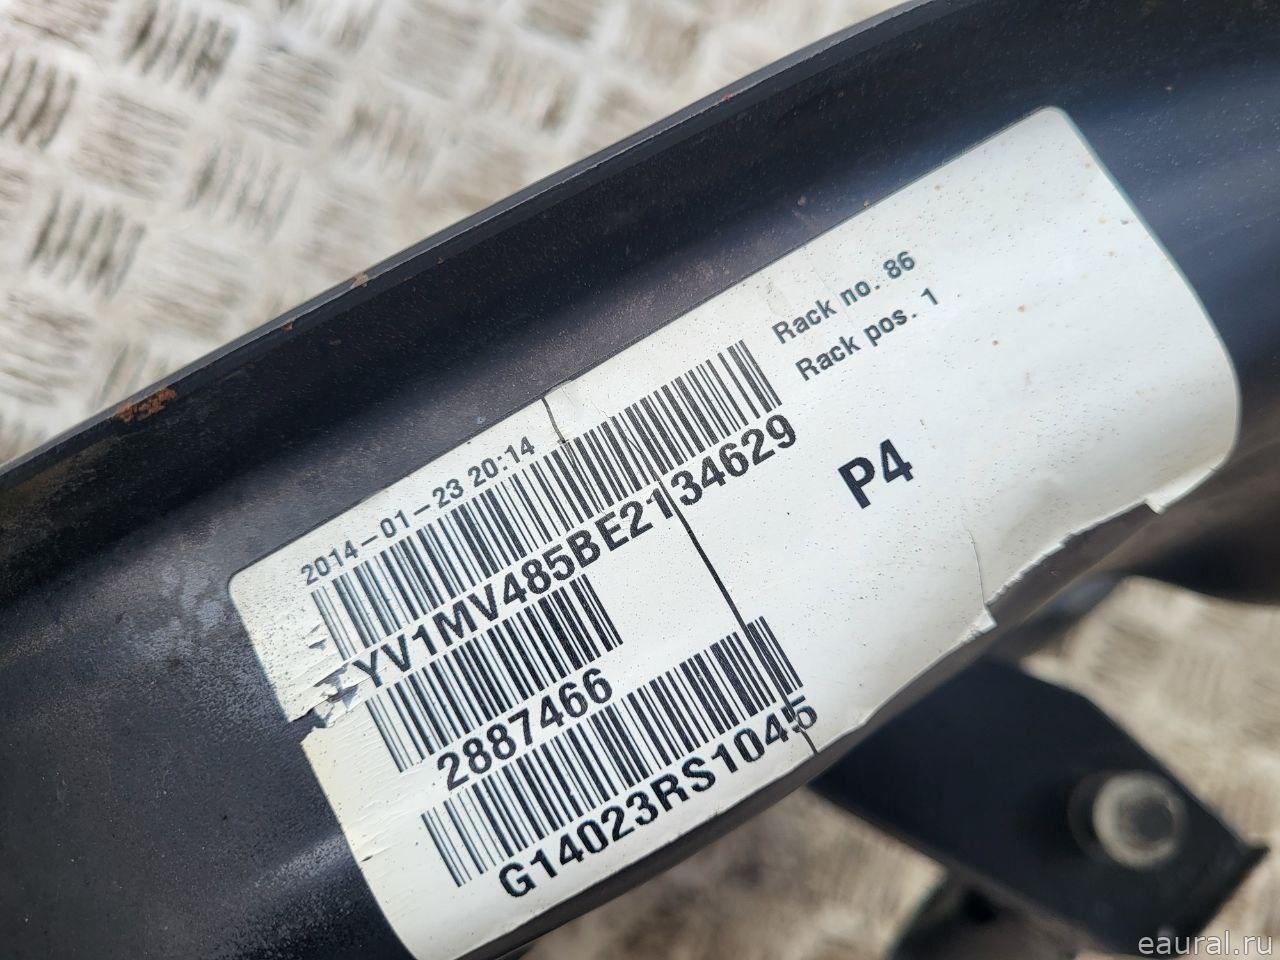 Rack no. 86
Rack pos. 1
2014-01-23 20:14
YV1MV485BE2134629
P4
2887466
G14023RS1045
eaural.ru